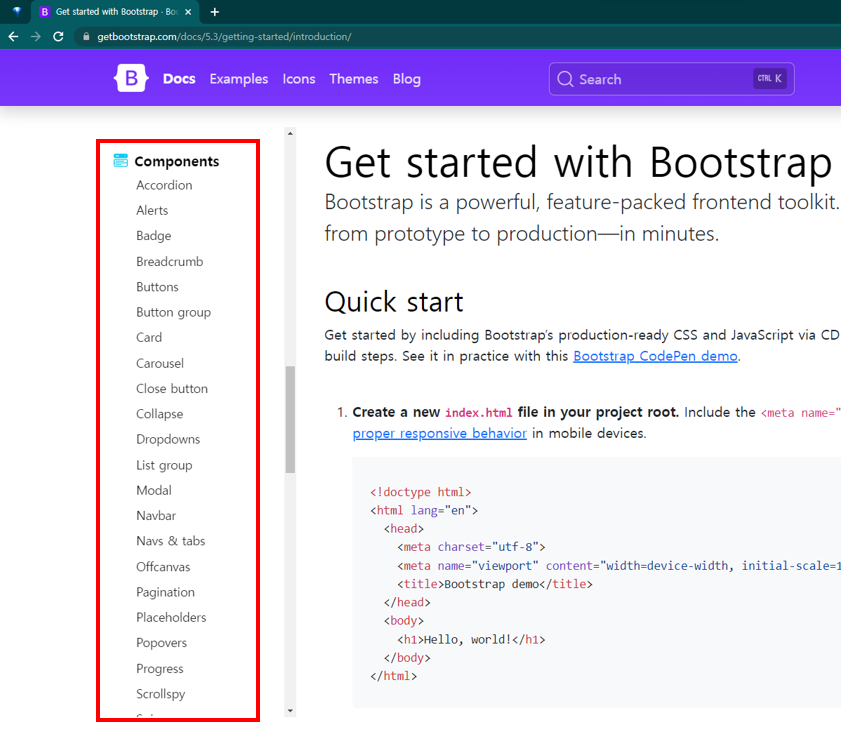 Get started with Bootstrap · Bo
getbootstrap.com/docs/5.3/getting-started/introduction/
B Docs Examples Icons Themes Blog
Search
CTRL K
Components
Accordion
Alerts
Badge
Breadcrumb
Buttons
Button group
Card
Carousel
Close button
Collapse
Dropdowns
List group
Modal
Navbar
Navs & tabs
Offcanvas
Pagination
Placeholders
Popovers
Progress
Scrollspy
Get started with Bootstrap
Bootstrap is a powerful, feature-packed frontend toolkit.
from prototype to production—in minutes.
Quick start
Get started by including Bootstrap’s production-ready CSS and JavaScript via CD
build steps. See it in practice with this Bootstrap CodePen demo.
1. Create a new index.html file in your project root. Include the <meta name="
proper responsive behavior in mobile devices.
<!doctype html>
<html lang="en">
<head>
<meta charset="utf-8">
<meta name="viewport" content="width=device-width, initial-scale=1
<title>Bootstrap demo</title>
</head>
<body>
<h1>Hello, world!</h1>
</body>
</html>